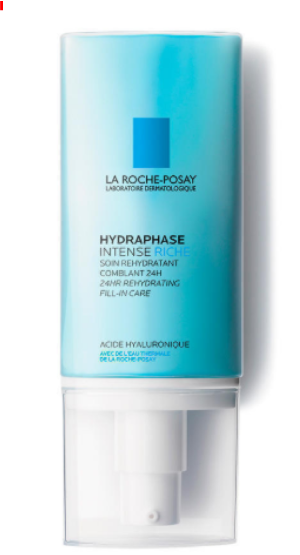 LA ROCHE-POSAY
LABORATOIRE DERMATOLOGIQUE
HYDRAPHASE
INTENSE RICHE
SOIN REHYDRATANT
COMBLANT 24H
24HR REHYDRATING
FILL-IN CARE
ACIDE HYALURONIQUE
AVEC DE L'EAU THERMALE
DE LA ROCHE-POSAY